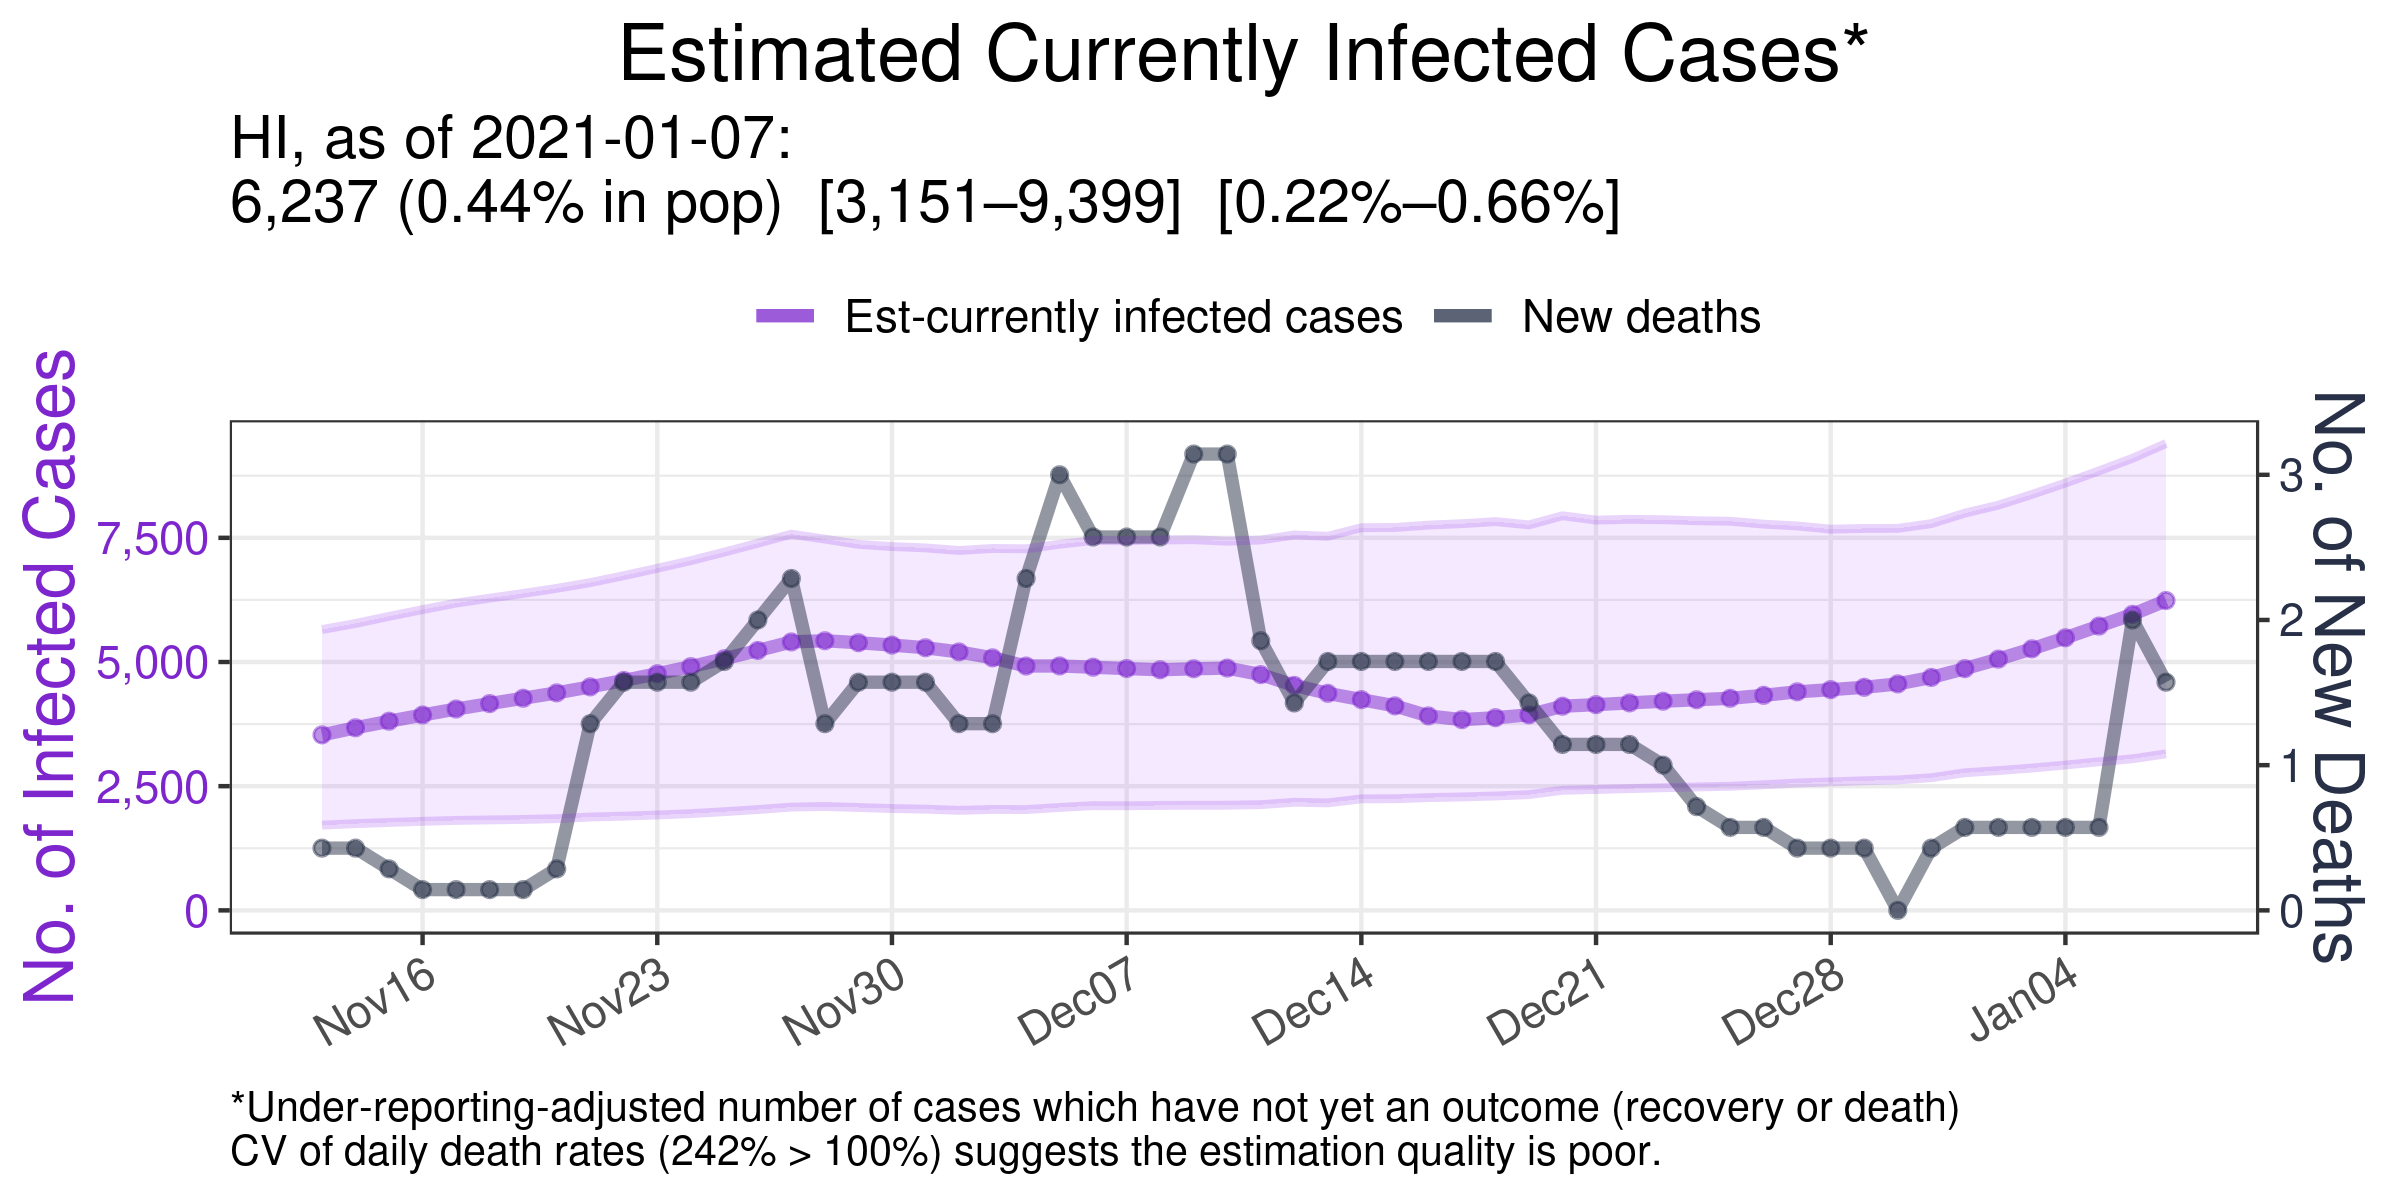 Estimated Currently Infected Cases*
HI, as of 2021-01-07:
6,237 (0.44% in pop)  [3,151–9,399]  [0.22%–0.66%]
Est-currently infected cases
New deaths
No. of Infected Cases
7,500
5,000
2,500
0
3
2
1
0
No. of New Deaths
Nov16
Nov23
Nov30
Dec07
Dec14
Dec21
Dec28
Jan04
*Under-reporting-adjusted number of cases which have not yet an outcome (recovery or death)
CV of daily death rates (242% > 100%) suggests the estimation quality is poor.